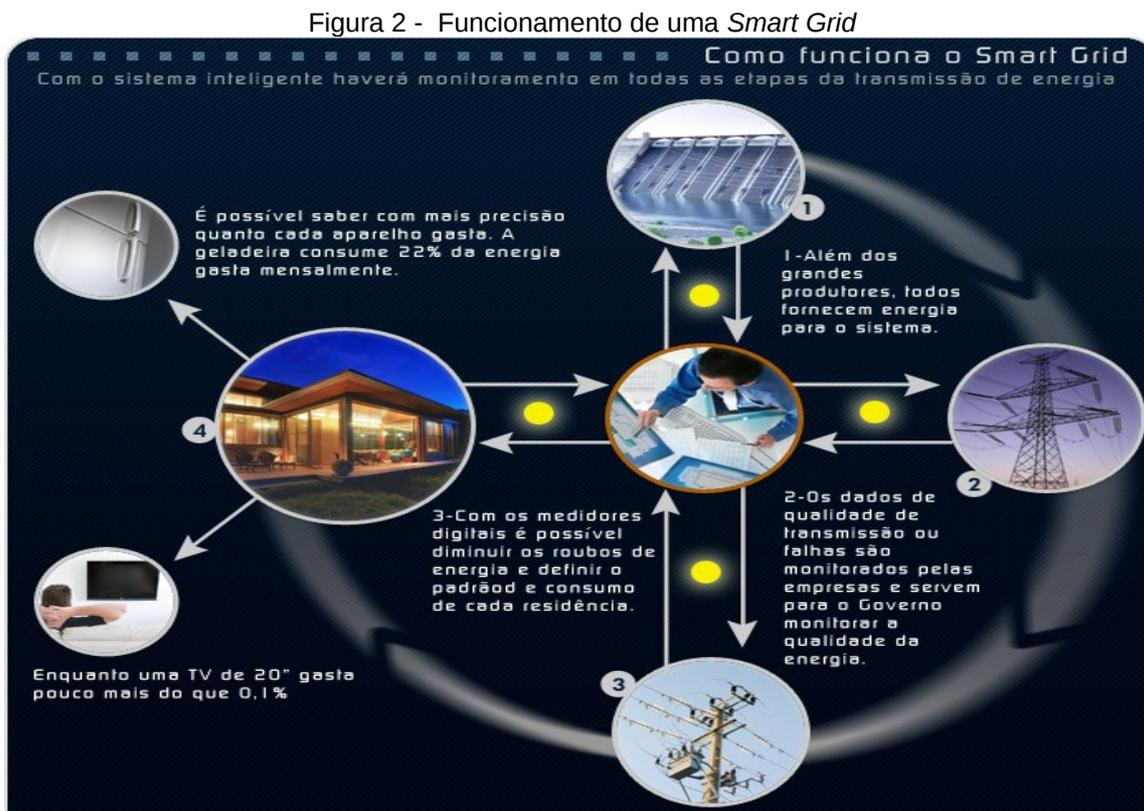 Figura 2 - Funcionamento de uma Smart Grid
Como funciona o Smart Grid
Com o sistema inteligente haverá monitoramento em todas as etapas da transmissão de energia
É possível saber com mais precisão
quanto cada aparelho gasta. A
geladeira consume 22% da energia
gasta mensalmente.
1
1-Além dos
grandes
produtores, todos
fornecem energia
para o sistema.
4
2
3-Com os medidores
digitais é possível
diminuir os roubos de
energia e definir o
padrãod e consumo
de cada residência.
2-Os dados de
qualidade de
transmissão ou
falhas são
monitorados pelas
empresas e servem
para o Governo
monitorar a
qualidade da
energia.
Enquanto uma TV de 20" gasta
pouco mais do que 0,1%
3